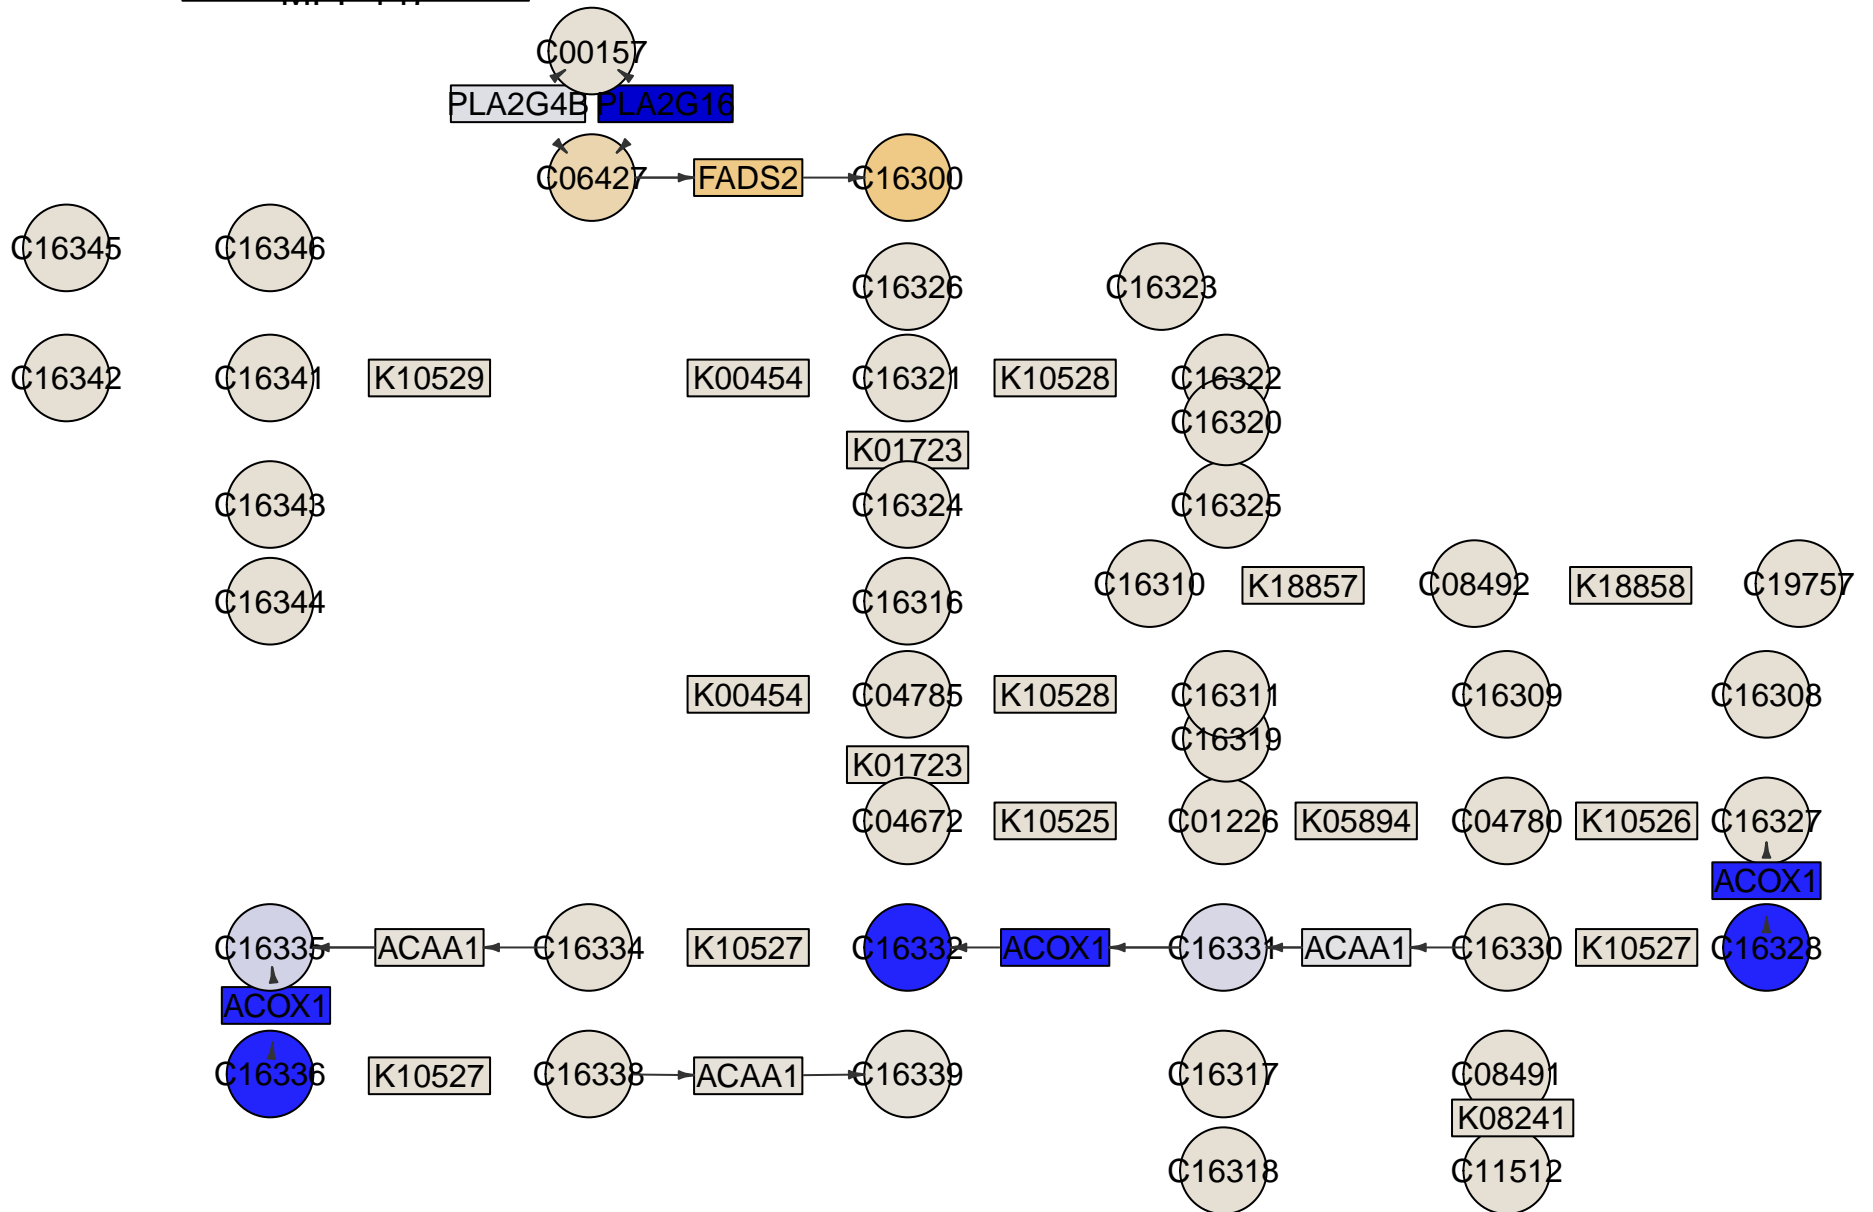 C00157
PLA2G4B PLA2G16
C06427 FADS2 C16300
C16345 C16346
C16326 C16323
C16342 C16341 K10529 K00454 C16321 K10528 C16322
C16320
K01723
C16343 C16324 C16325
C16310 K18857 C08492 K18858 C19757
C16344 C16316
K00454 C04785 K10528 C16311 C16309 C16308
C16319
K01723
C04672 K10525 C01226 K05894 C04780 K10526 C16327
ACOX1
C16335 ACAA1 C16334 K10527 C16332 ACOX1 C16331 ACAA1 C16330 K10527 C16328
ACOX1
C16336 K10527 C16338 ACAA1 C16339 C16317 C08491
K08241
C16318 C11512